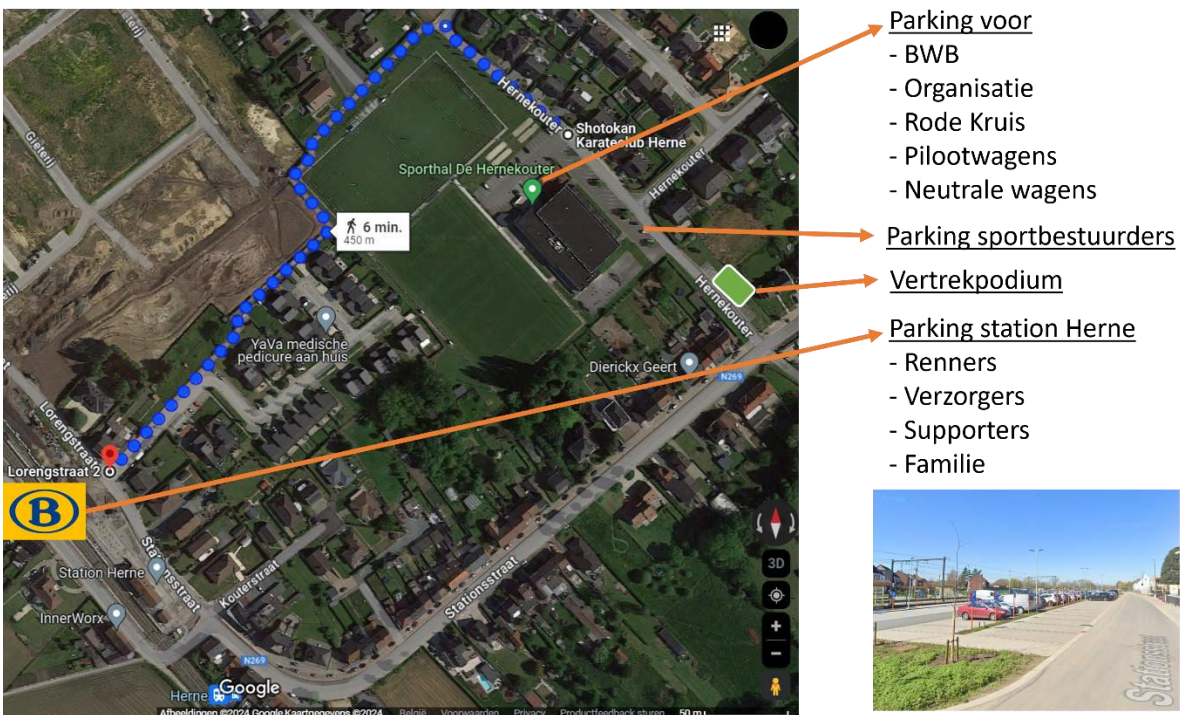 Gieterij
Gieterij
Hernekouter
Shotokan
Karateclub Herne
Sporthal De Hernekouter
Hernekouter
6 min.
450 m
Hernekouter
YaVa medische
pedicure aan huis
Dierickx Geert
N269
Lorengstraat
Lorengstraat 2
B
Station Herne
Stationsstraat
Kouterstraat
Stationsstraat
InnerWorx
N269
Herne
Google
3D
+
−
Afbeeldingen ©2024 Google Kaartgegevens ©2024 België Voorwaarden Privacy Productfeedback sturen 50 m
Parking voor
- BWB
- Organisatie
- Rode Kruis
- Pilootwagens
- Neutrale wagens
Parking sportbestuurders
Vertrekpodium
Parking station Herne
- Renners
- Verzorgers
- Supporters
- Familie
Stationsstraat